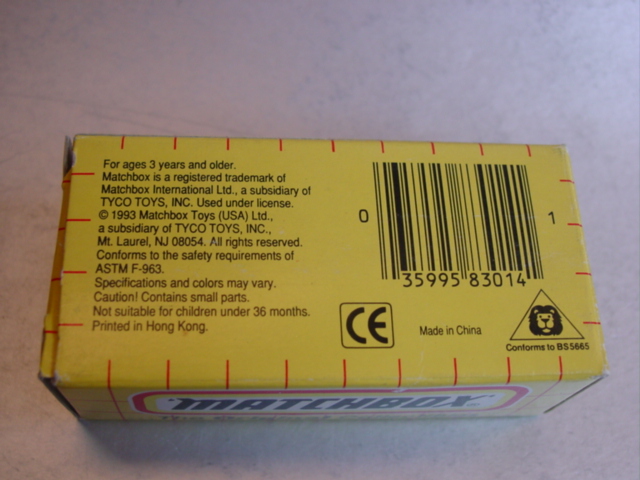 For ages 3 years and older.
Matchbox is a registered trademark of
Matchbox International Ltd., a subsidiary of
TYCO TOYS, INC. Used under license.
© 1993 Matchbox Toys (USA) Ltd.,
a subsidiary of TYCO TOYS, INC.,
Mt. Laurel, NJ 08054. All rights reserved.
Conforms to the safety requirements of
ASTM F-963.
Specifications and colors may vary.
Caution! Contains small parts.
Not suitable for children under 36 months.
Printed in Hong Kong.
0 35995 83014 1
CE
Made in China
Conforms to BS5665
MATCHBOX